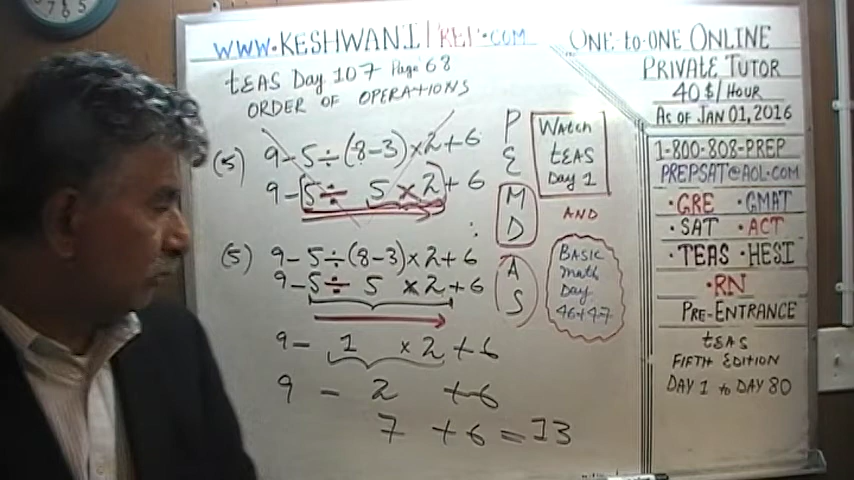 WWW.KESHWANIPREP.COM
tEAS Day 107 Page 68
ORDER OF OPERATIONS
(5) 9-5÷(8-3)×2+6
9-5÷ 5×2+6
(5) 9-5÷(8-3)×2+6
9-5÷ 5 ×2+6
9- 1 ×2+6
9 - 2 +6
7 +6=13
P
E
M
D
A
S
Watch
tEAS
Day 1
AND
BASIC
Math
Day
46+47
ONE to-ONE ONLINE
PRIVATE TUTOR
40$/HOUR
AS OF JAN 01,2016
1-800-808-PREP
PREPSAT@AOL.COM
•GRE •GMAT
•SAT •ACT
•TEAS •HESI
•RN
PRE-ENTRANCE
tEAS
FIFTH EDITION
DAY 1 to DAY 80